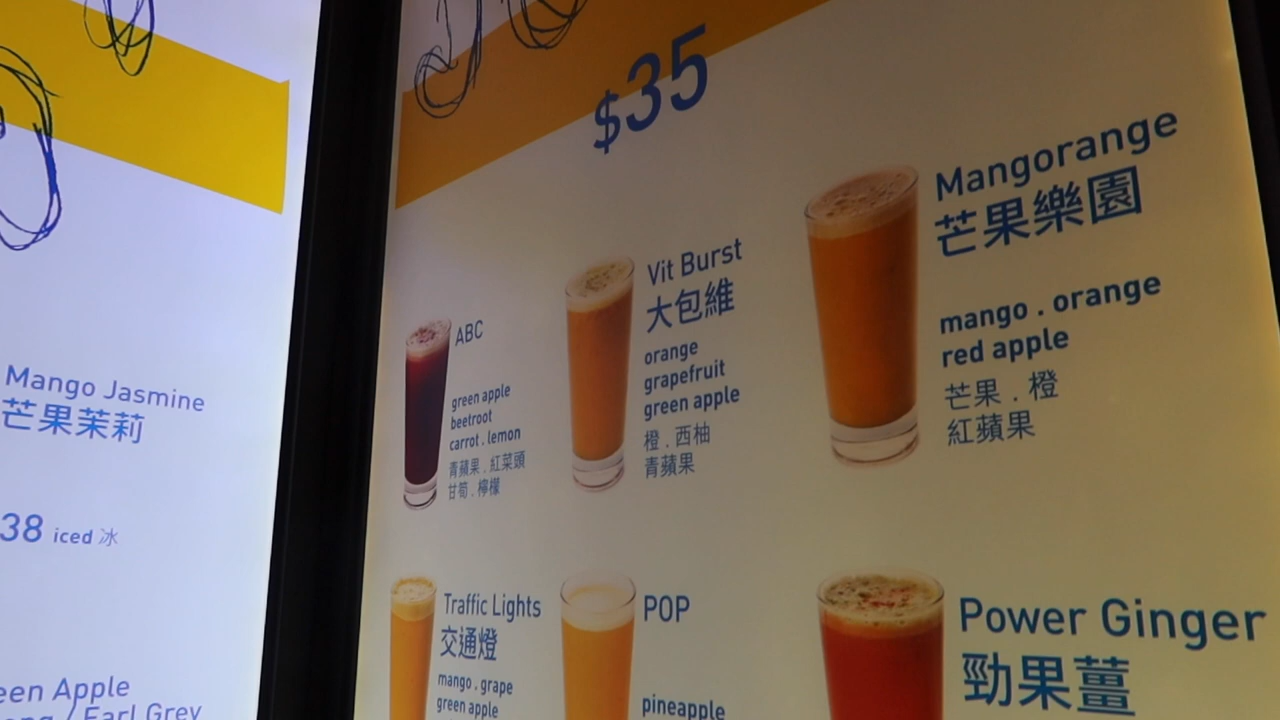 Mango Jasmine
芒果茉莉
38 iced 冰
Apple
Earl Grey
$35
ABC
green apple
beetroot
carrot . lemon
青蘋果 . 紅菜頭
甘筍 . 檸檬
Vit Burst
大包維
orange
grapefruit
green apple
橙 . 西柚
青蘋果
Mangorange
芒果樂園
mango . orange
red apple
芒果 . 橙
紅蘋果
Traffic Lights
交通燈
mango . grape
green apple
POP
pineapple
Power Ginger
勁果薑